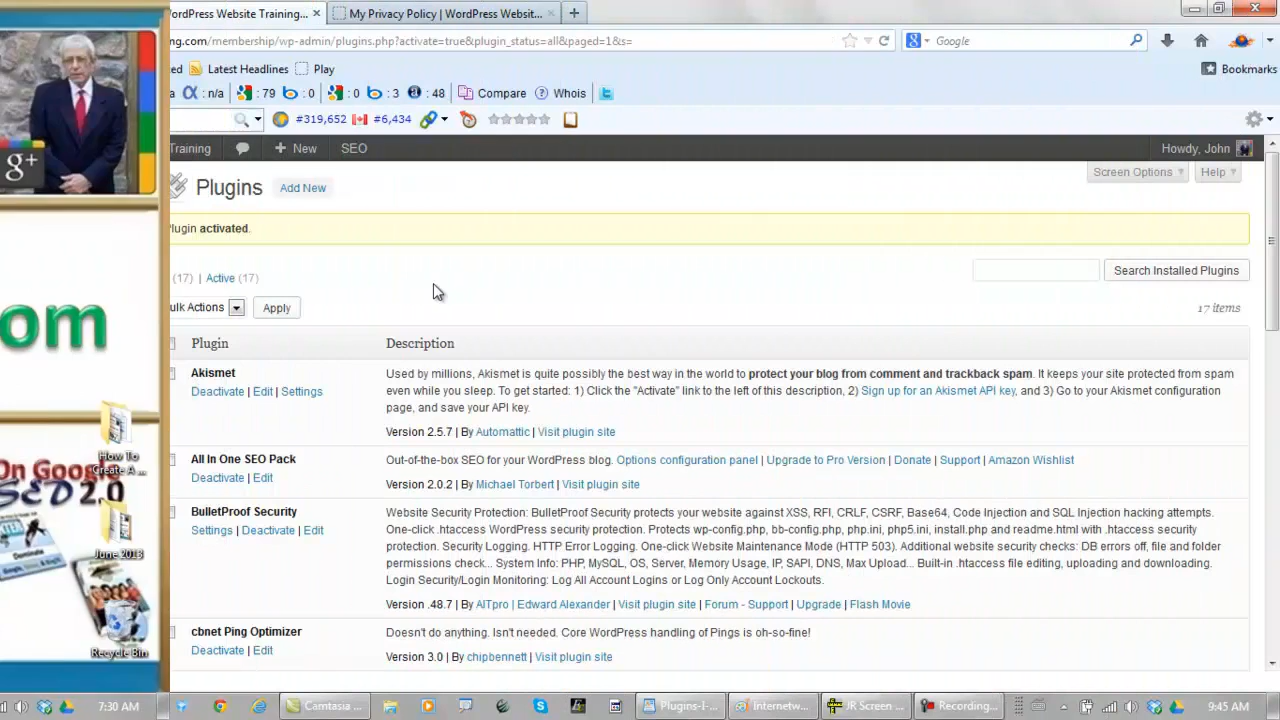 ordPress Website Training...
My Privacy Policy | WordPress Websit...
ng.com/membership/wp-admin/plugins.php?activate=true&plugin_status=all&paged=1&s=
Google
ed Latest Headlines Play
Bookmarks
a : n/a : 79 : 0 : 0 : 3 : 48 Compare Whois
#319,652 #6,434
Training + New SEO
Howdy, John
g+
Plugins Add New
Screen Options Help
lugin activated.
(17) | Active (17)
Search Installed Plugins
ulk Actions Apply
17 items
om
Plugin Description
Akismet
Deactivate | Edit | Settings
Used by millions, Akismet is quite possibly the best way in the world to protect your blog from comment and trackback spam. It keeps your site protected from spam
even while you sleep. To get started: 1) Click the "Activate" link to the left of this description, 2) Sign up for an Akismet API key, and 3) Go to your Akismet configuration
page, and save your API key.
Version 2.5.7 | By Automattic | Visit plugin site
All In One SEO Pack
Deactivate | Edit
Out-of-the-box SEO for your WordPress blog. Options configuration panel | Upgrade to Pro Version | Donate | Support | Amazon Wishlist
Version 2.0.2 | By Michael Torbert | Visit plugin site
BulletProof Security
Settings | Deactivate | Edit
Website Security Protection: BulletProof Security protects your website against XSS, RFI, CRLF, CSRF, Base64, Code Injection and SQL Injection hacking attempts.
One-click .htaccess WordPress security protection. Protects wp-config.php, bb-config.php, php.ini, php5.ini, install.php and readme.html with .htaccess security
protection. Security Logging. HTTP Error Logging. One-click Website Maintenance Mode (HTTP 503). Additional website security checks: DB errors off, file and folder
permissions check... System Info: PHP, MySQL, OS, Server, Memory Usage, IP, SAPI, DNS, Max Upload... Built-in .htaccess file editing, uploading and downloading.
Login Security/Login Monitoring: Log All Account Logins or Log Only Account Lockouts.
Version .48.7 | By AITpro | Edward Alexander | Visit plugin site | Forum - Support | Upgrade | Flash Movie
cbnet Ping Optimizer
Deactivate | Edit
Doesn't do anything. Isn't needed. Core WordPress handling of Pings is oh-so-fine!
Version 3.0 | By chipbennett | Visit plugin site
How To
Create A ...
On Google
SEO 2.0
June 2013
Dominate
Recycle Bin
7:30 AM
Camtasia ...
Plugins-I-...
Internetw...
JR Screen ...
Recording...
9:45 AM